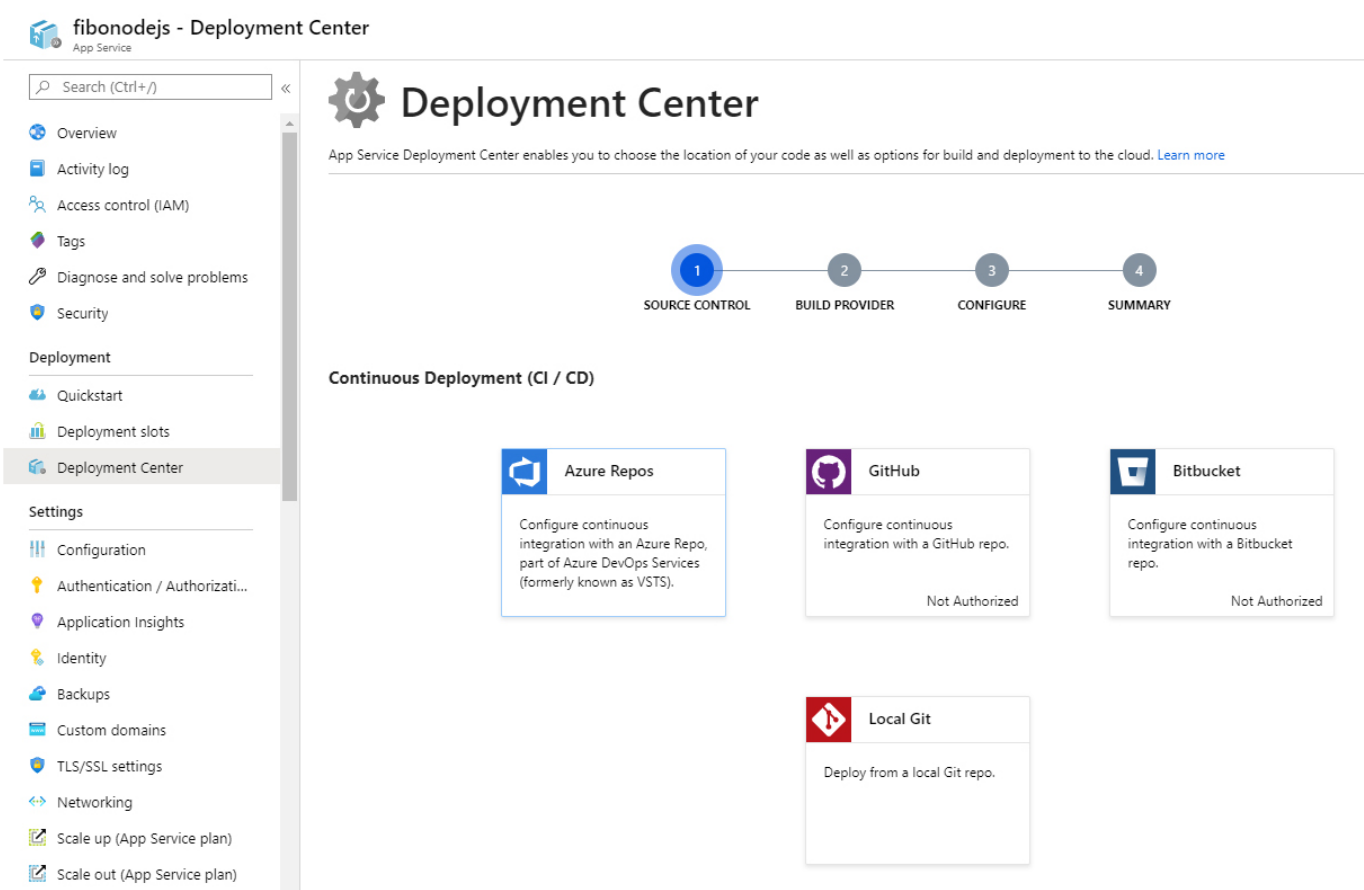 fibonodejs - Deployment Center
App Service
Search (Ctrl+/)
«
Overview
Activity log
Access control (IAM)
Tags
Diagnose and solve problems
Security
Deployment
Quickstart
Deployment slots
Deployment Center
Settings
Configuration
Authentication / Authorizati...
Application Insights
Identity
Backups
Custom domains
TLS/SSL settings
Networking
Scale up (App Service plan)
Scale out (App Service plan)
Deployment Center
App Service Deployment Center enables you to choose the location of your code as well as options for build and deployment to the cloud. Learn more
1
SOURCE CONTROL
2
BUILD PROVIDER
3
CONFIGURE
4
SUMMARY
Continuous Deployment (CI / CD)
Azure Repos
Configure continuous
integration with an Azure Repo,
part of Azure DevOps Services
(formerly known as VSTS).
GitHub
Configure continuous
integration with a GitHub repo.
Not Authorized
Bitbucket
Configure continuous
integration with a Bitbucket
repo.
Not Authorized
Local Git
Deploy from a local Git repo.